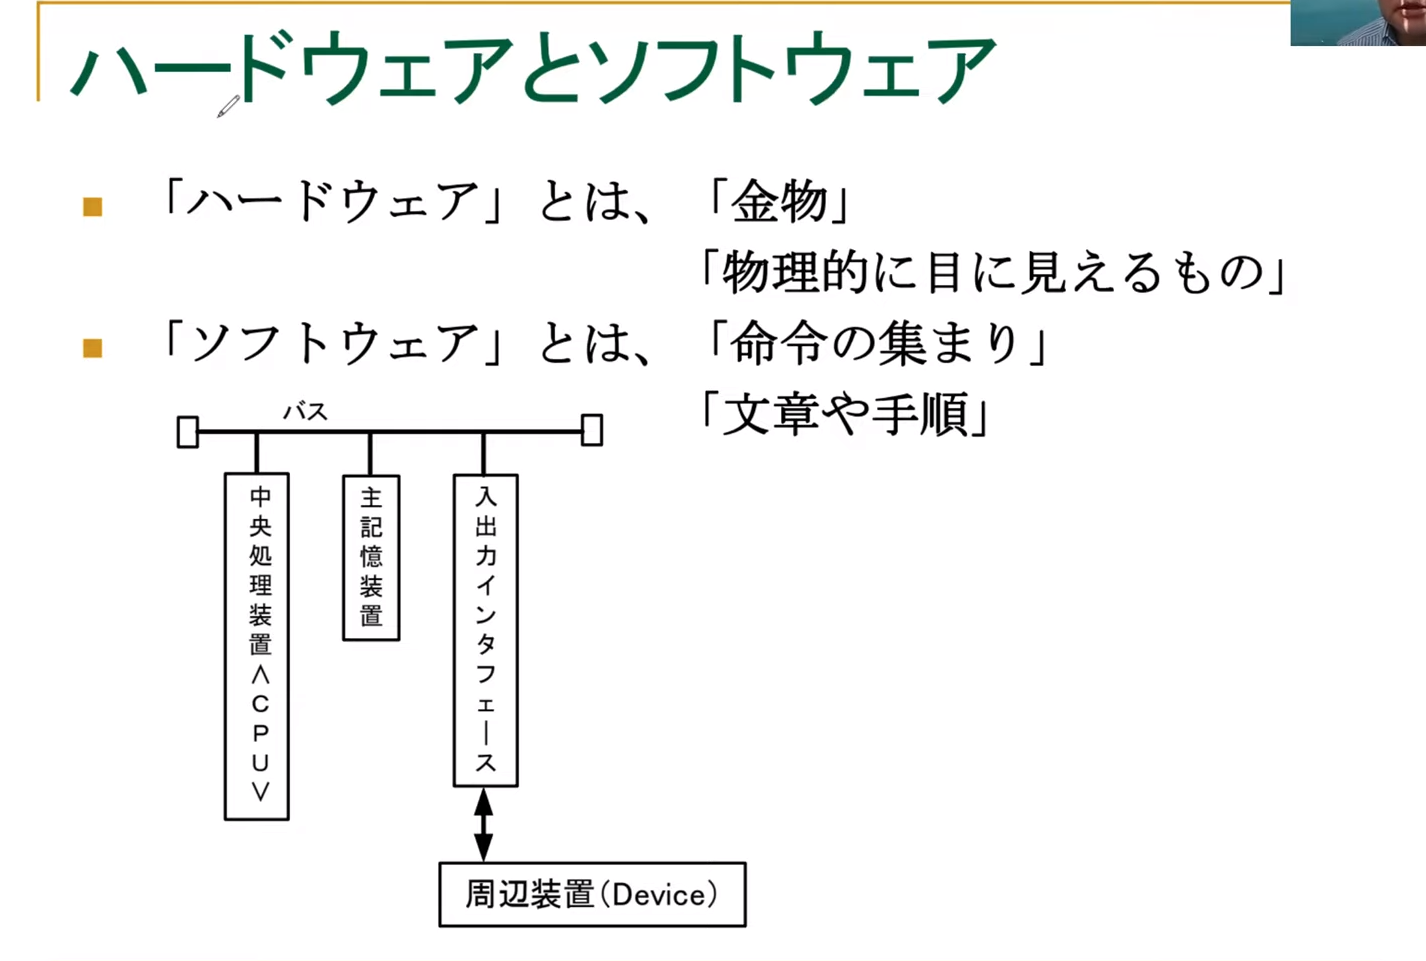 ハードウェアとソフトウェア
「ハードウェア」とは、「金物」
「物理的に目に見えるもの」
「ソフトウェア」とは、「命令の集まり」
「文章や手順」
バス
中央処理装置<CPU>
主記憶装置
入出力インタフェース
周辺装置(Device)